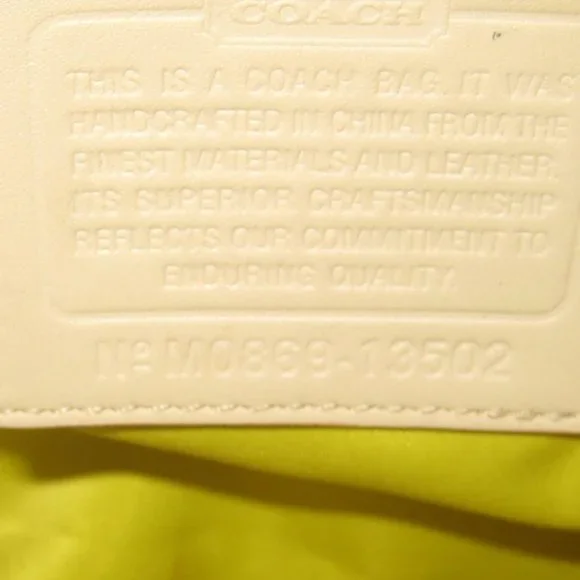 COACH
THIS IS A COACH BAG. IT WAS
HANDCRAFTED IN CHINA FROM THE
FINEST MATERIALS AND LEATHER.
ITS SUPERIOR CRAFTSMANSHIP
REFLECTS OUR COMMITMENT TO
ENDURING QUALITY.
Nº M0869-13502